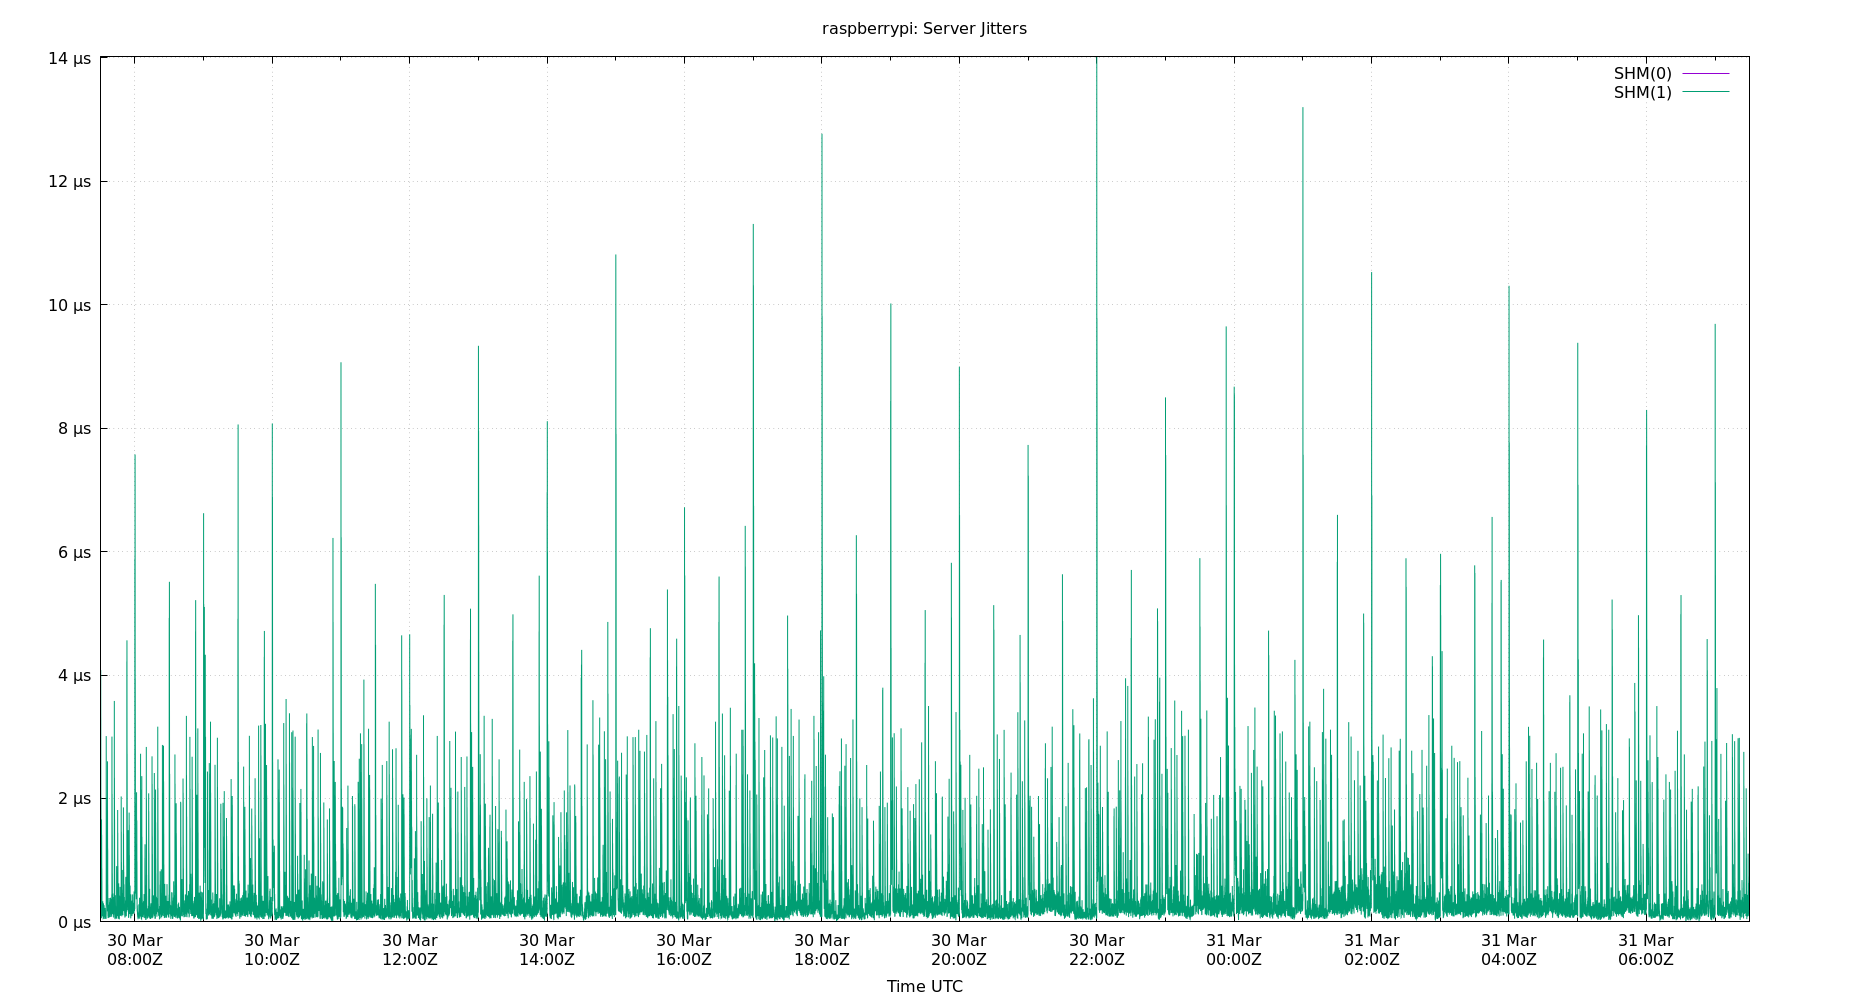 raspberrypi: Server Jitters
14 µs
12 µs
10 µs
8 µs
6 µs
4 µs
2 µs
0 µs
SHM(0)
SHM(1)
30 Mar 08:00Z
30 Mar 10:00Z
30 Mar 12:00Z
30 Mar 14:00Z
30 Mar 16:00Z
30 Mar 18:00Z
30 Mar 20:00Z
30 Mar 22:00Z
31 Mar 00:00Z
31 Mar 02:00Z
31 Mar 04:00Z
31 Mar 06:00Z
Time UTC